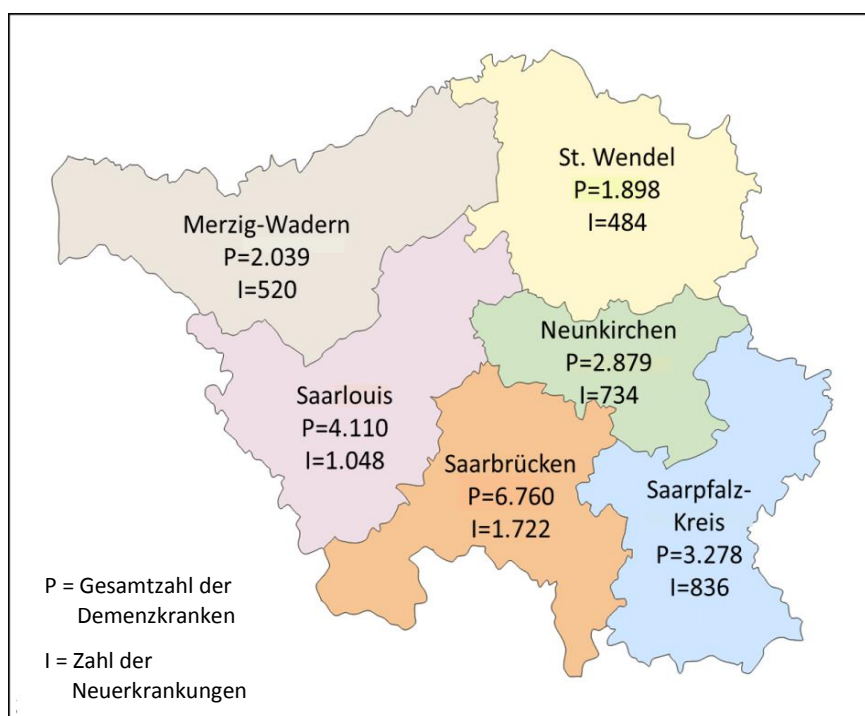 St. Wendel
P=1.898
I=484
Merzig-Wadern
P=2.039
I=520
Neunkirchen
P=2.879
I=734
Saarlouis
P=4.110
I=1.048
Saarbrücken
P=6.760
I=1.722
Saarpfalz-
Kreis
P=3.278
I=836
P = Gesamtzahl der
Demenzkranken
I = Zahl der
Neuerkrankungen